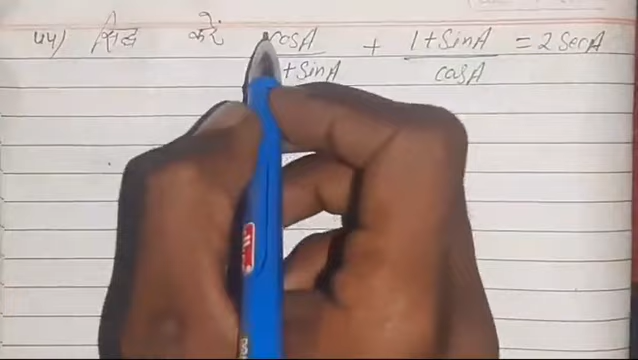 44) सिद्ध करें cosA/1+sinA + 1+sinA/cosA = 2 SecA